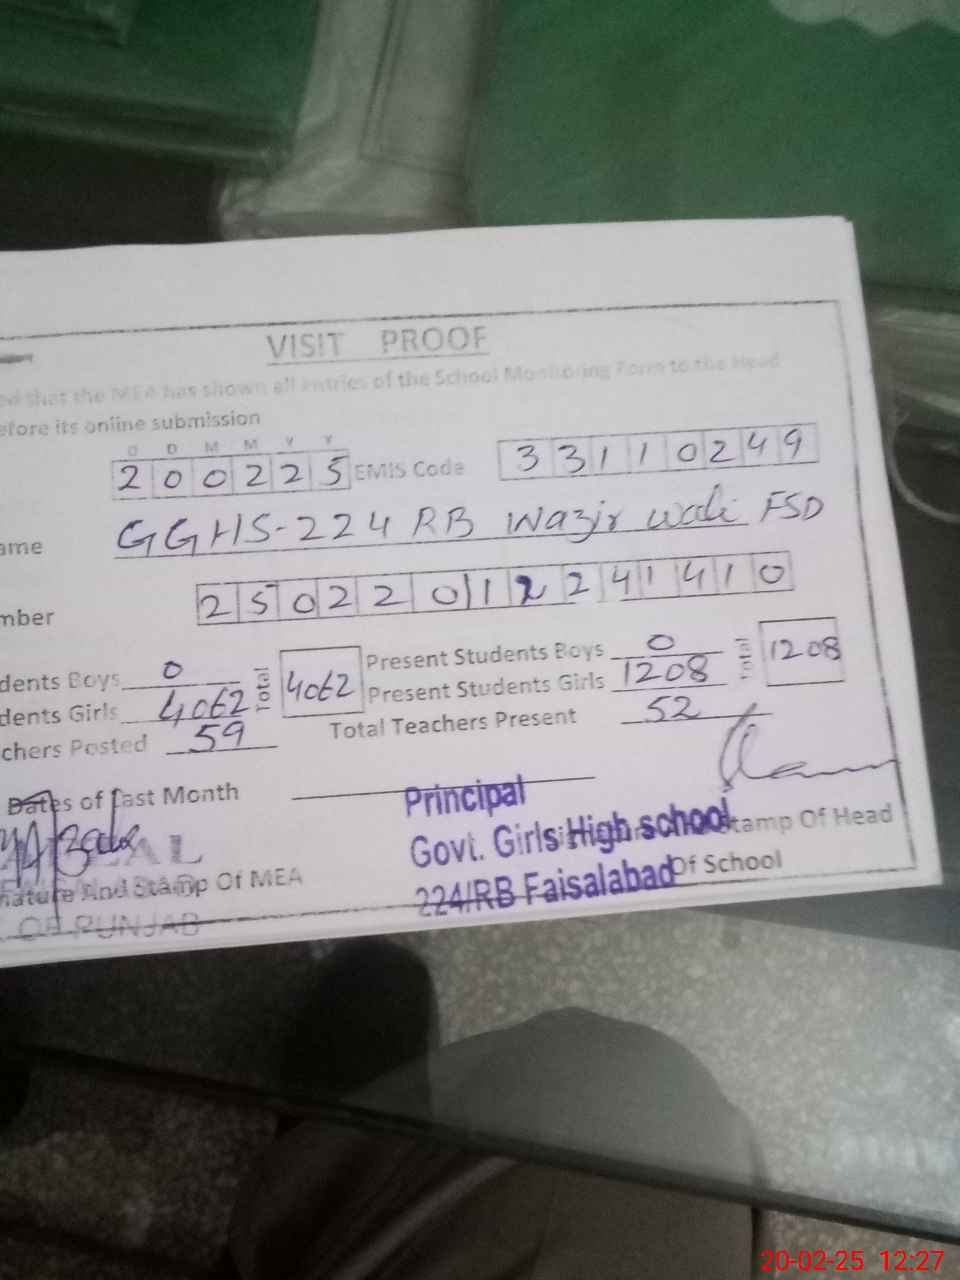 VISIT PROOF
ed that the MEA has shown all entries of the School Monitoring Form to the Head
efore its online submission
D D M M Y Y
200225 EMIS Code 33110249
ame GGHS-224 RB Wazir wali FSD
mber
dents Boys 0 Total 4062 Present Students Boys 0 Total 1208
dents Girls 4062 Present Students Girls 1208
chers Posted 59 Total Teachers Present 52
Dates of Last Month
Principal
Govt. Girls High school
224/RB Faisalabad
tamp Of Head
Of School
nature And Stamp Of MEA
OF PUNJAB
20-02-25 12:27